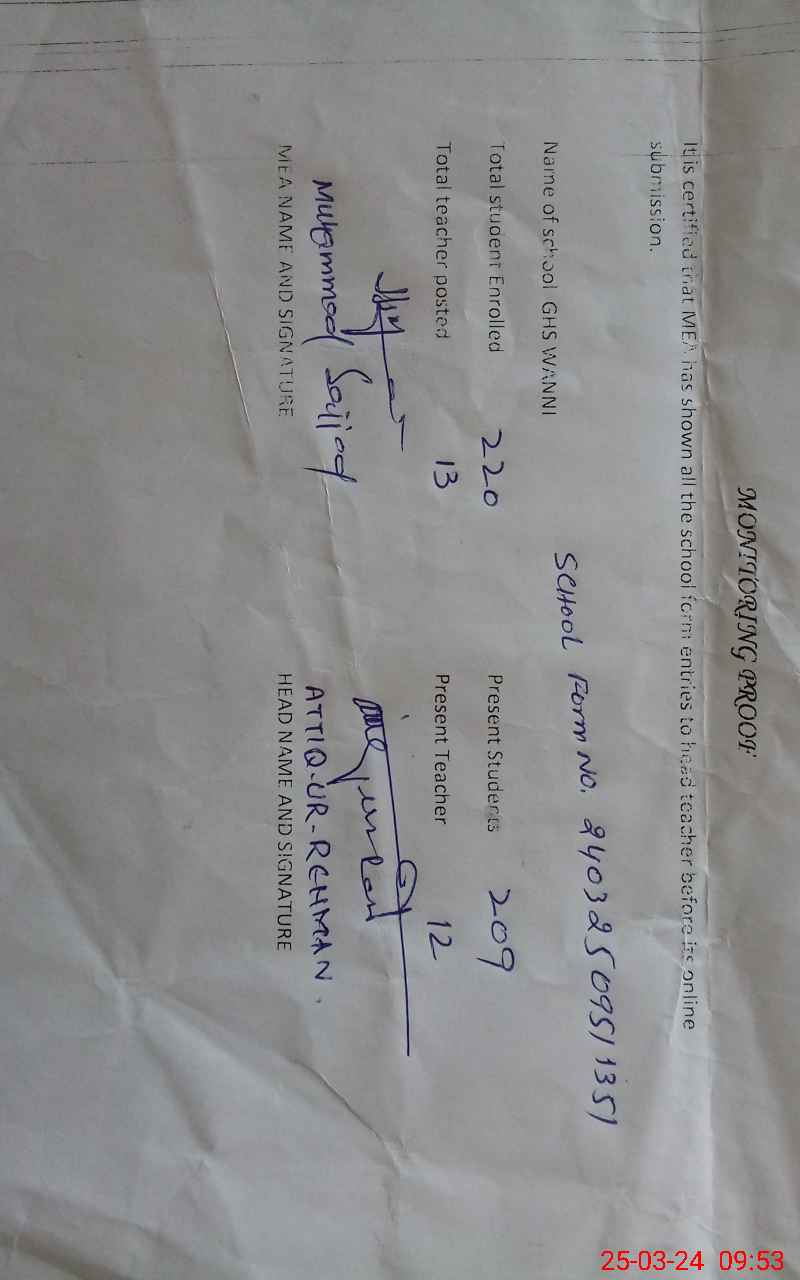 MONITORING PROOF
It is certified that MEA has shown all the school form entries to head teacher before its online
submission.
SCHOOL Form NO. 24032509511351
Name of school GHS WANNI
Total student Enrolled 220 Present Students 209
Total teacher posted 13 Present Teacher 12
Muhammad Sajjad ATTIQ-UR-REHMAN.
MEA NAME AND SIGNATURE HEAD NAME AND SIGNATURE
25-03-24 09:53